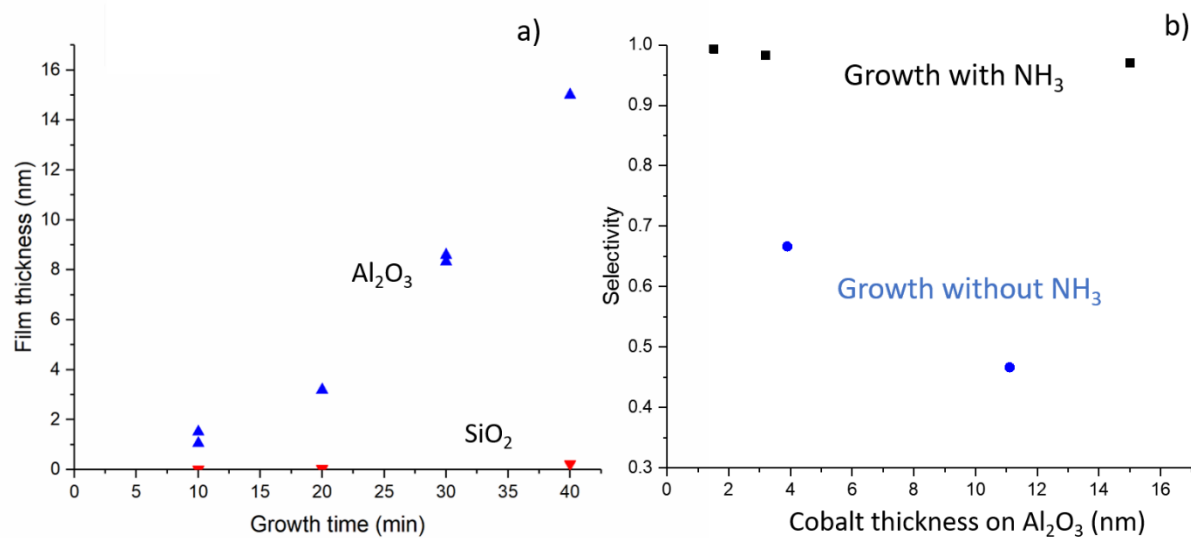 a)
16
14
12
10
8
6
4
2
0
Film thickness (nm)
Al₂O₃
SiO₂
0 5 10 15 20 25 30 35 40
Growth time (min)
b)
1.0
0.9
0.8
0.7
0.6
0.5
0.4
0.3
Selectivity
Growth with NH₃
Growth without NH₃
0 2 4 6 8 10 12 14 16
Cobalt thickness on Al₂O₃ (nm)